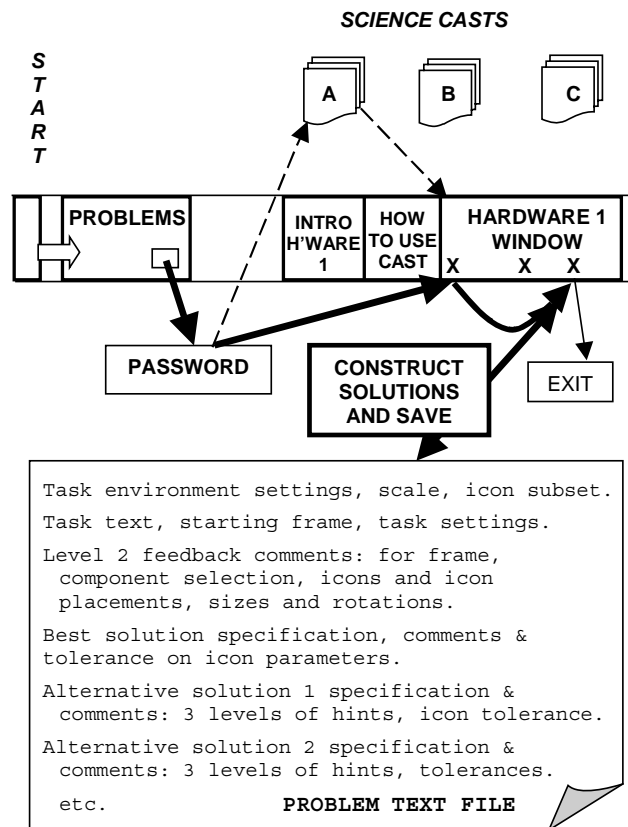 SCIENCE CASTS
START
A
B
C
PROBLEMS
INTRO
H'WARE
1
HOW
TO USE
CAST
HARDWARE 1
WINDOW
X X X
PASSWORD
CONSTRUCT
SOLUTIONS
AND SAVE
EXIT
Task environment settings, scale, icon subset.
Task text, starting frame, task settings.
Level 2 feedback comments: for frame,
component selection, icons and icon
placements, sizes and rotations.
Best solution specification, comments &
tolerance on icon parameters.
Alternative solution 1 specification &
comments: 3 levels of hints, icon tolerance.
Alternative solution 2 specification &
comments: 3 levels of hints, tolerances.
etc. PROBLEM TEXT FILE